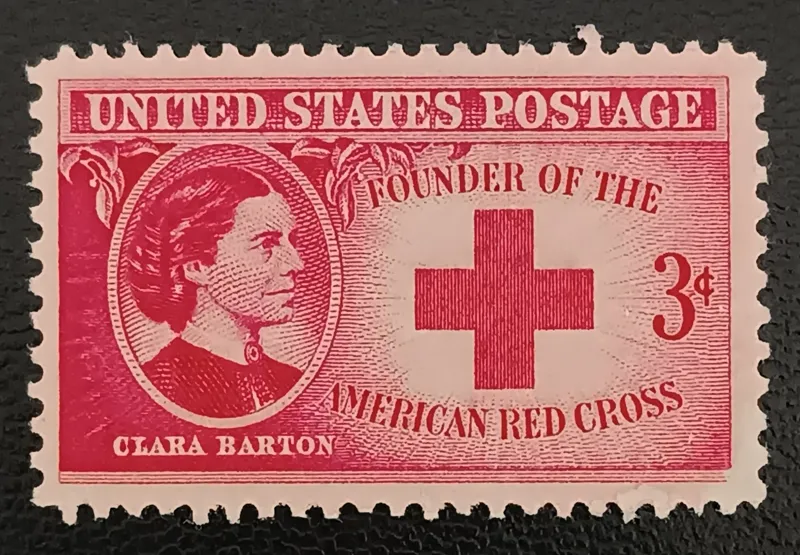 UNITED STATES POSTAGE
FOUNDER OF THE
3¢
AMERICAN RED CROSS
CLARA BARTON